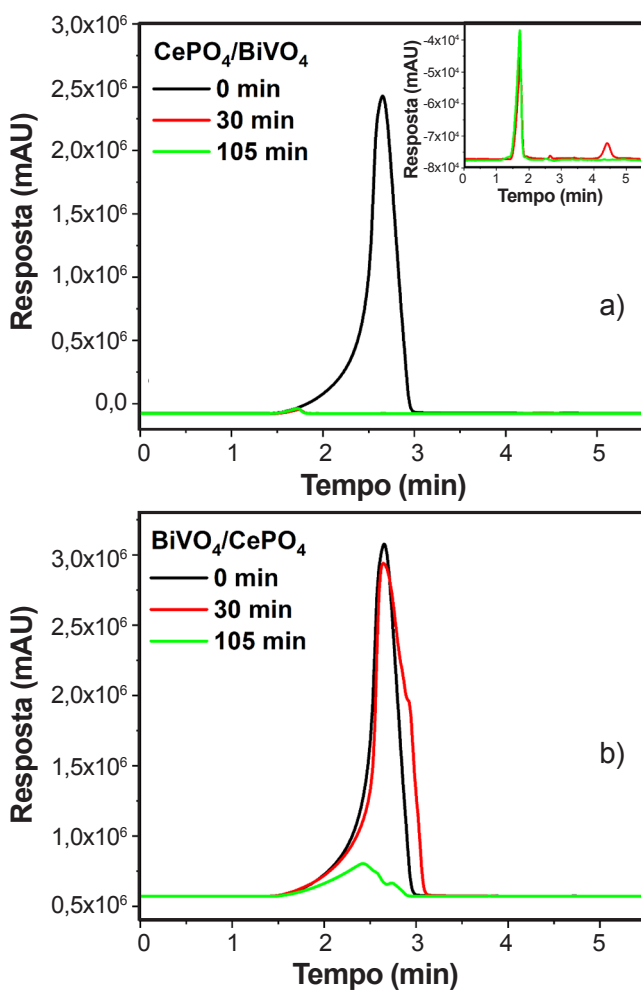 3,0x10⁶
2,5x10⁶
2,0x10⁶
1,5x10⁶
1,0x10⁶
0,5x10⁶
0,0
Resposta (mAU)
CePO₄/BiVO₄
0 min
30 min
105 min
-4x10⁴
-5x10⁴
-6x10⁴
-7x10⁴
-8x10⁴
Resposta (mAU)
0 1 2 3 4 5
Tempo (min)
a)
0 1 2 3 4 5
Tempo (min)
3,0x10⁶
2,5x10⁶
2,0x10⁶
1,5x10⁶
1,0x10⁶
0,5x10⁶
Resposta (mAU)
BiVO₄/CePO₄
0 min
30 min
105 min
b)
0 1 2 3 4 5
Tempo (min)